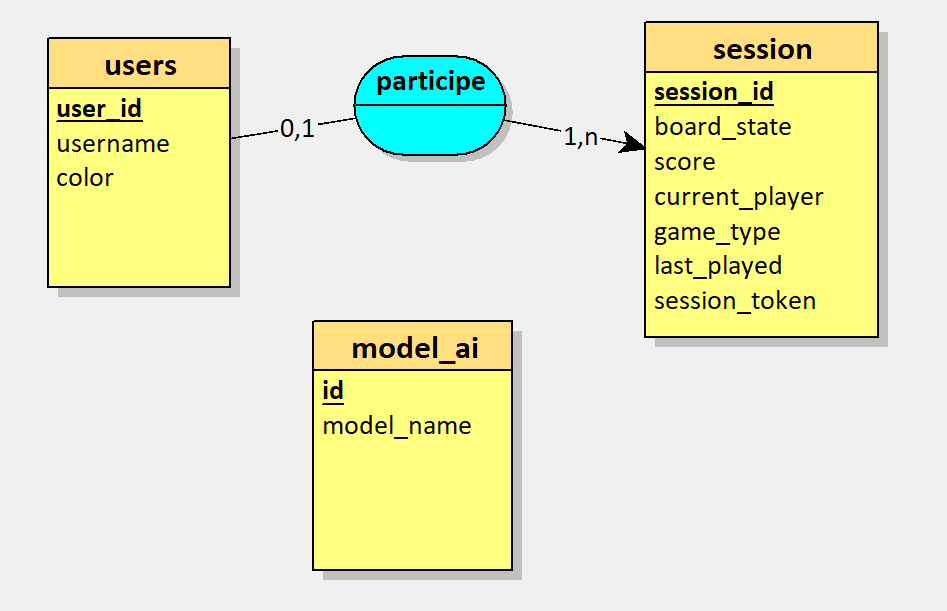 users
user_id
username
color
0,1
participe
1,n
session
session_id
board_state
score
current_player
game_type
last_played
session_token
model_ai
id
model_name